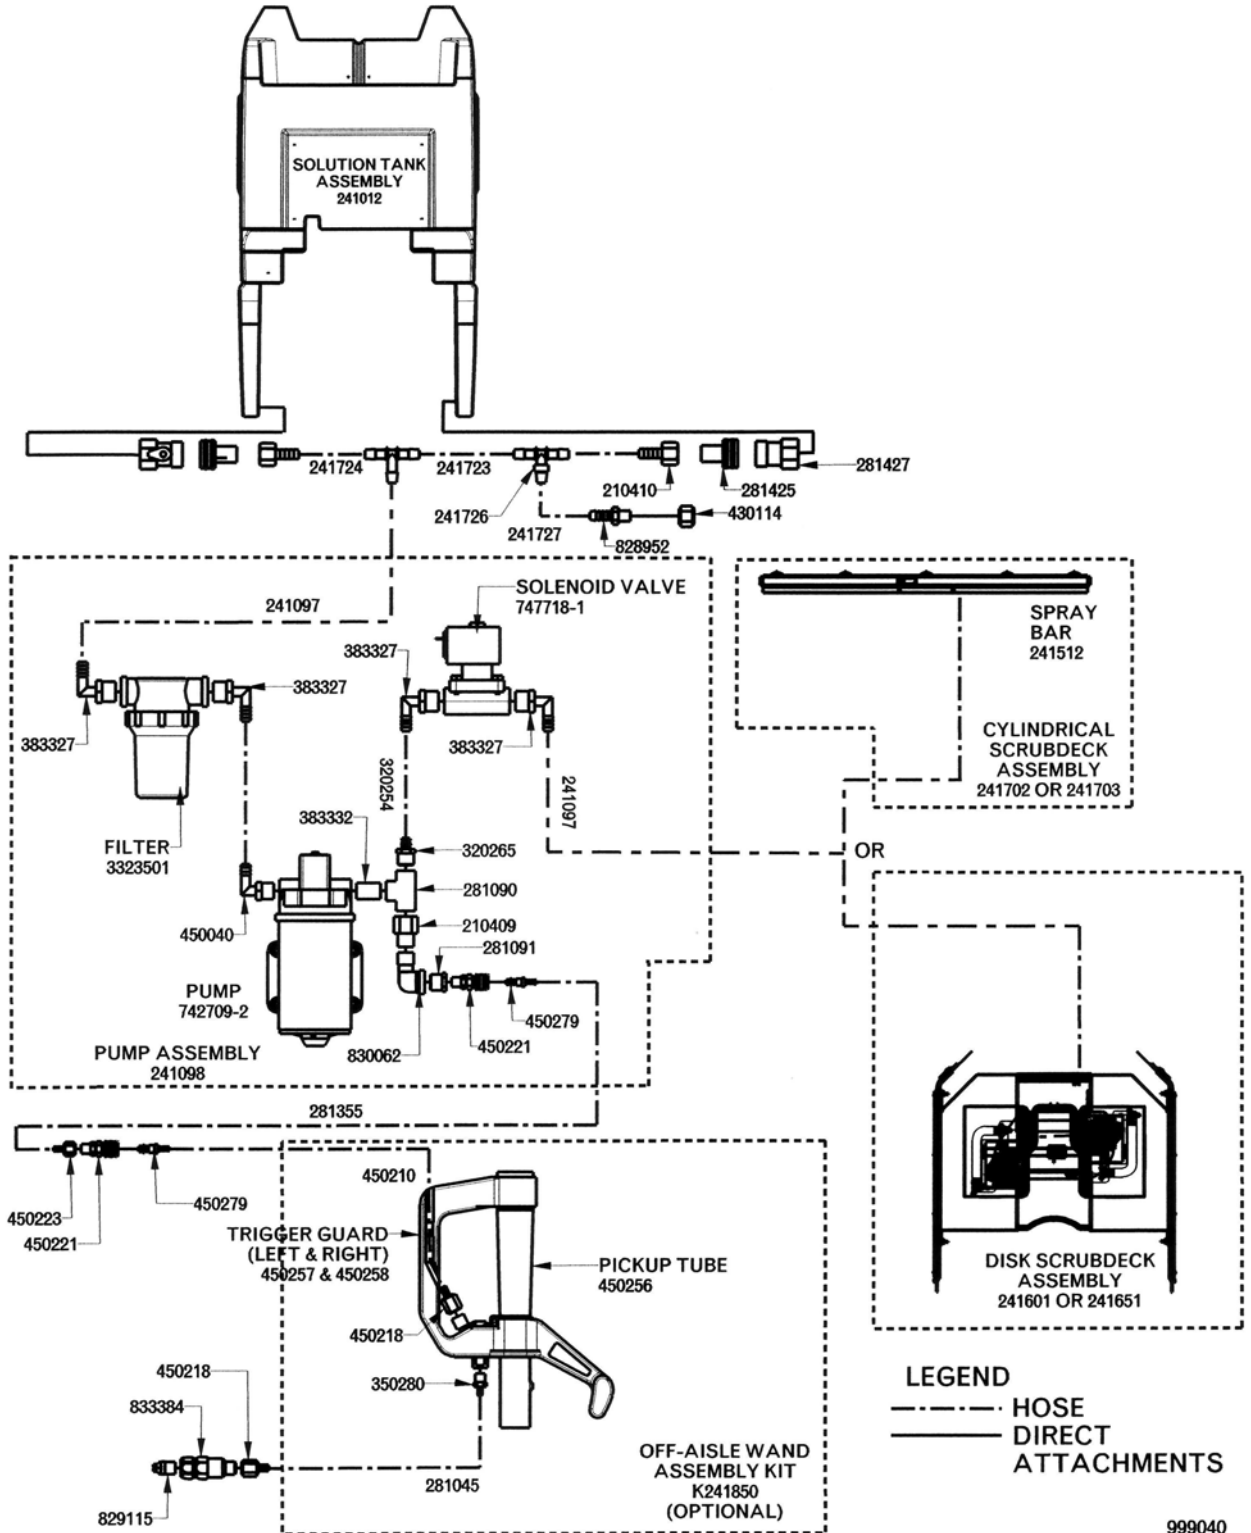 SOLUTION TANK
ASSEMBLY
241012
241724
241723
210410
281425
281427
241726
241727
828952
430114
241097
SOLENOID VALVE
747718-1
383327
383327
383327
383327
SPRAY
BAR
241512
CYLINDRICAL
SCRUBDECK
ASSEMBLY
241702 OR 241703
320254
241097
FILTER
3323501
383332
320265
OR
281090
450040
210409
281091
PUMP
742709-2
450279
830062
450221
PUMP ASSEMBLY
241098
281355
450210
450279
450223
450221
TRIGGER GUARD
(LEFT & RIGHT)
450257 & 450258
PICKUP TUBE
450256
DISK SCRUBDECK
ASSEMBLY
241601 OR 241651
450218
450218
350280
833384
829115
281045
OFF-AISLE WAND
ASSEMBLY KIT
K241850
(OPTIONAL)
LEGEND
HOSE
DIRECT
ATTACHMENTS
999040